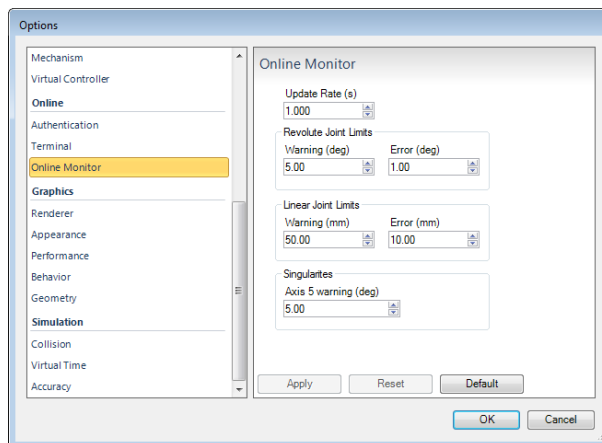 Options
Mechanism
Virtual Controller
Online
Authentication
Terminal
Online Monitor
Graphics
Renderer
Appearance
Performance
Behavior
Geometry
Simulation
Collision
Virtual Time
Accuracy
Online Monitor
Update Rate (s)
1.000
Revolute Joint Limits
Warning (deg) Error (deg)
5.00 1.00
Linear Joint Limits
Warning (mm) Error (mm)
50.00 10.00
Singularites
Axis 5 warning (deg)
5.00
Apply Reset Default
OK Cancel